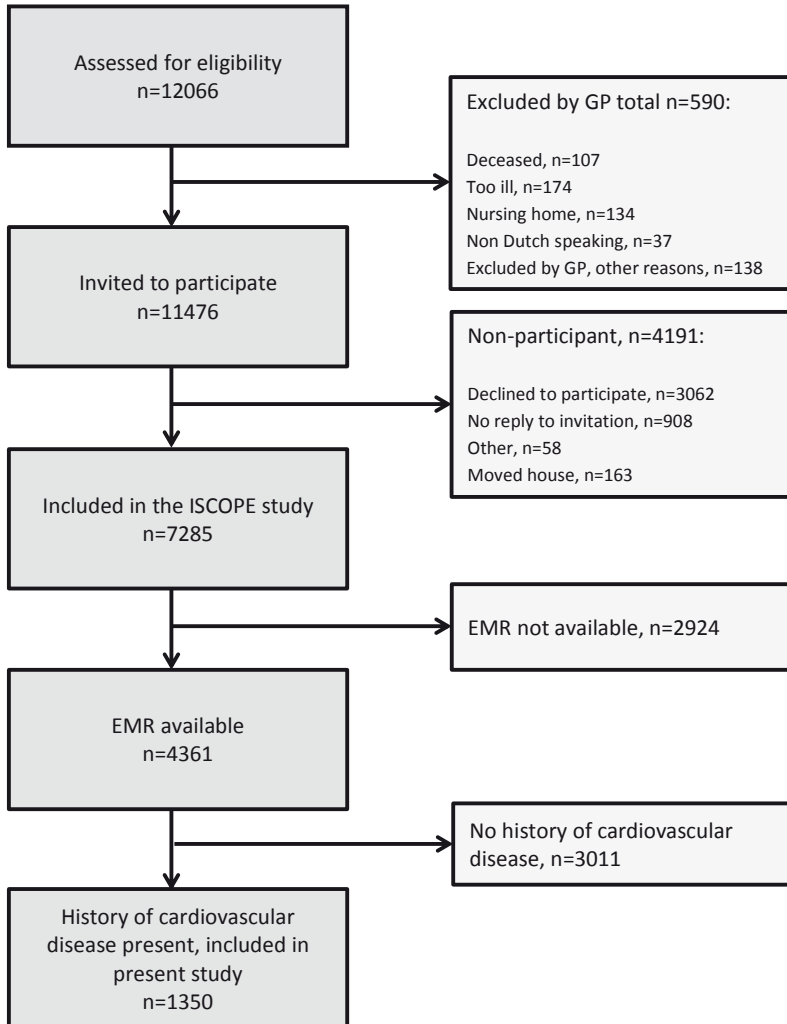 Assessed for eligibility
n=12066
Excluded by GP total n=590:
Deceased, n=107
Too ill, n=174
Nursing home, n=134
Non Dutch speaking, n=37
Excluded by GP, other reasons, n=138
Invited to participate
n=11476
Non-participant, n=4191:
Declined to participate, n=3062
No reply to invitation, n=908
Other, n=58
Moved house, n=163
Included in the ISCOPE study
n=7285
EMR not available, n=2924
EMR available
n=4361
No history of cardiovascular
disease, n=3011
History of cardiovascular
disease present, included in
present study
n=1350